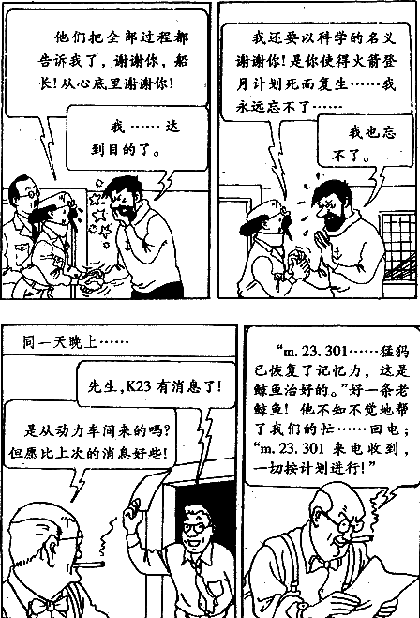 他们把全部过程都
告诉我了，谢谢你，船
长！从心底里谢谢你！
我……达
到目的了。
我还要以科学的名义
谢谢你！是你使得火箭登
月计划死而复生……我
永远忘不了……
我也忘
不了。
同一天晚上……
先生，K23有消息了！
是从动力车间来的吗？
但愿比上次的消息好些！
“m.23.301……猛犸
已恢复了记忆力，这是
鲸鱼治好的。”好一条老
鲸鱼！他不知不觉地帮
了我们的忙……回电；
“m.23.301 来电收到，
一切按计划进行！”